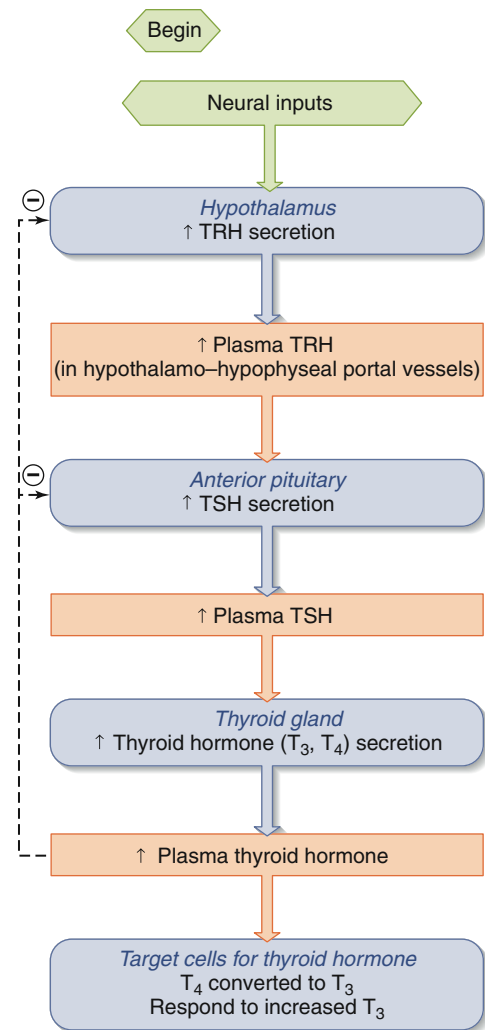 Begin
Neural inputs
⊖
Hypothalamus
↑ TRH secretion
↑ Plasma TRH
(in hypothalamo–hypophyseal portal vessels)
⊖
Anterior pituitary
↑ TSH secretion
↑ Plasma TSH
Thyroid gland
↑ Thyroid hormone (T₃, T₄) secretion
↑ Plasma thyroid hormone
Target cells for thyroid hormone
T₄ converted to T₃
Respond to increased T₃